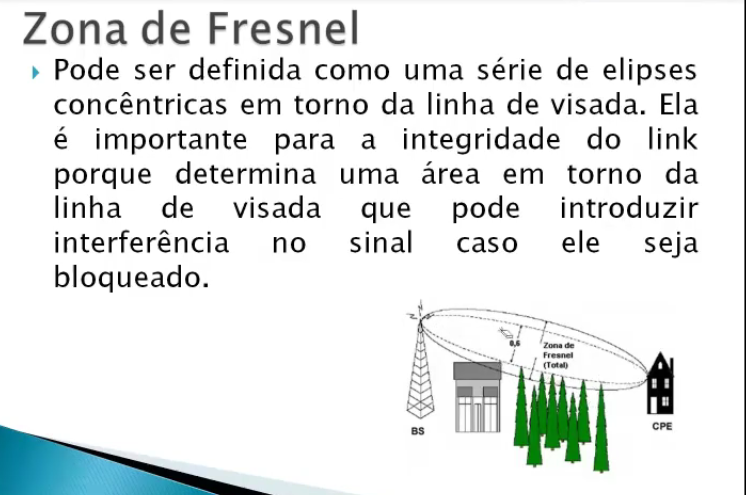 Zona de Fresnel
Pode ser definida como uma série de elipses
concêntricas em torno da linha de visada. Ela
é importante para a integridade do link
porque determina uma área em torno da
linha de visada que pode introduzir
interferência no sinal caso ele seja
bloqueado.
0,6
Zona de
Fresnel
(Total)
BS
CPE